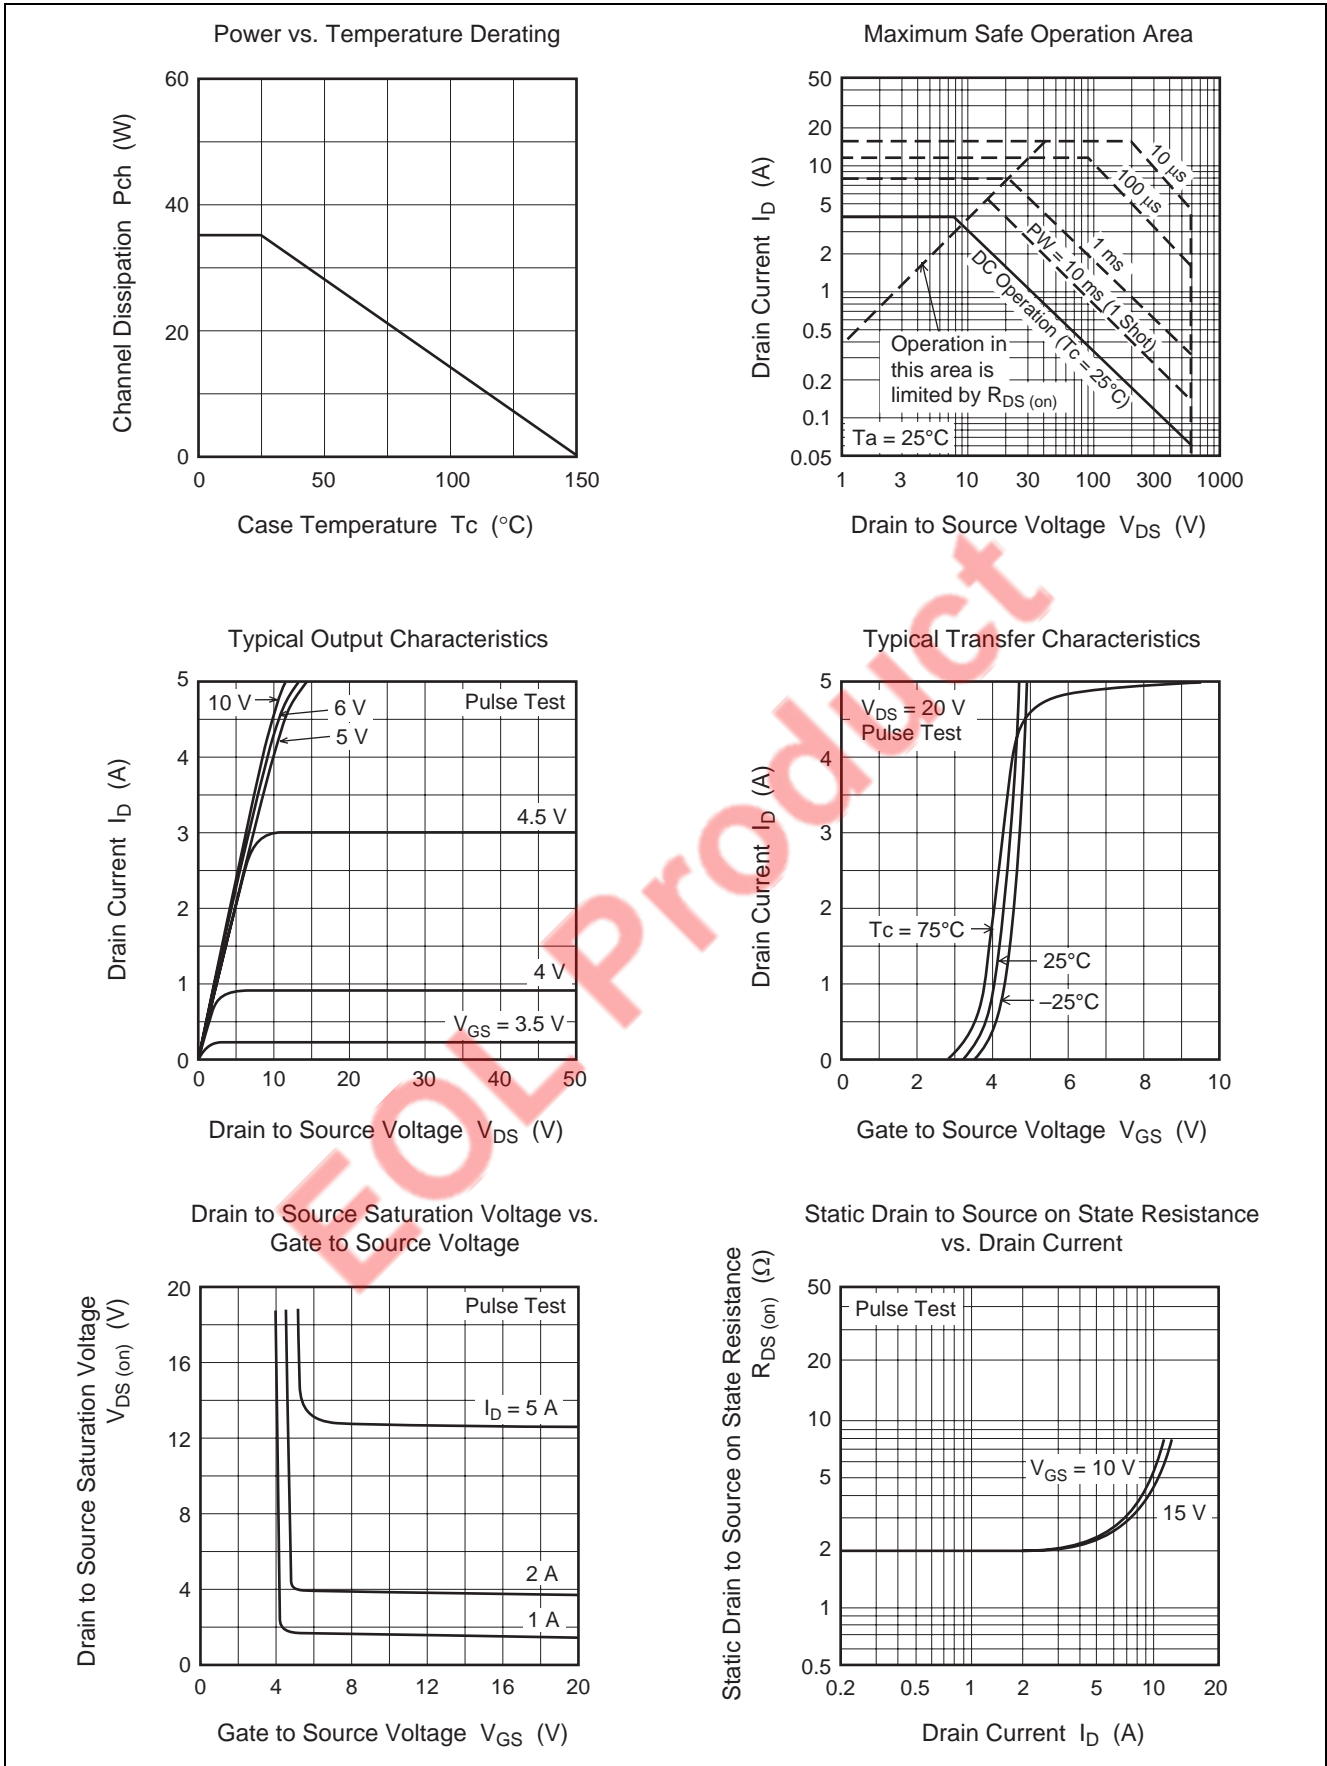 Power vs. Temperature Derating
60
40
20
0
0 50 100 150
Channel Dissipation Pch (W)
Case Temperature Tc (°C)
Maximum Safe Operation Area
50
20
10
5
2
1
0.5
0.2
0.1
0.05
1 3 10 30 100 300 1000
Drain Current ID (A)
Drain to Source Voltage VDS (V)
10 µs
100 µs
1 ms
PW = 10 ms (1 Shot)
DC Operation (Tc = 25°C)
Operation in
this area is
limited by RDS (on)
Ta = 25°C
Typical Output Characteristics
5
4
3
2
1
0
0 10 20 30 40 50
Drain Current ID (A)
Drain to Source Voltage VDS (V)
Pulse Test
10 V
6 V
5 V
4.5 V
4 V
VGS = 3.5 V
Typical Transfer Characteristics
5
4
3
2
1
0
0 2 4 6 8 10
Drain Current ID (A)
Gate to Source Voltage VGS (V)
VDS = 20 V
Pulse Test
Tc = 75°C
25°C
–25°C
Drain to Source Saturation Voltage vs.
Gate to Source Voltage
20
16
12
8
4
0
0 4 8 12 16 20
Drain to Source Saturation Voltage
VDS (on) (V)
Gate to Source Voltage VGS (V)
Pulse Test
ID = 5 A
2 A
1 A
Static Drain to Source on State Resistance
vs. Drain Current
50
20
10
5
2
1
0.5
0.2 0.5 1 2 5 10 20
Static Drain to Source on State Resistance
RDS (on) (Ω)
Drain Current ID (A)
Pulse Test
VGS = 10 V
15 V
EOL Product